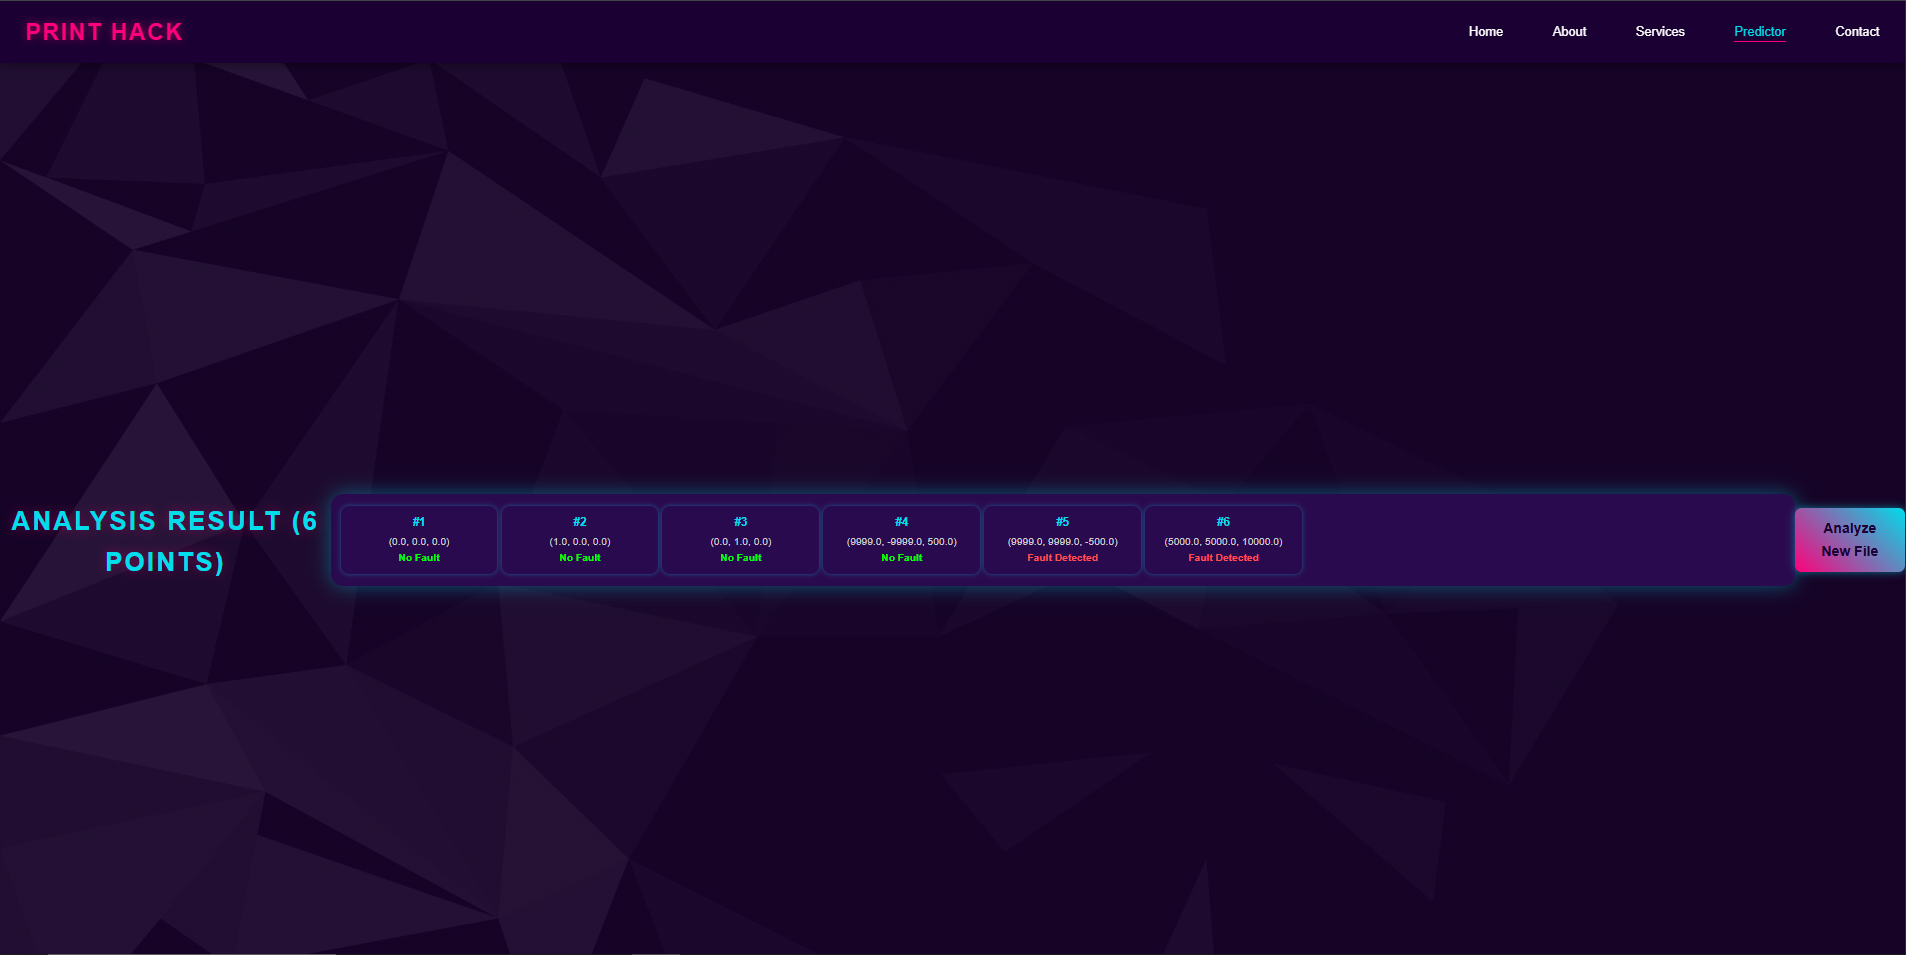 PRINT HACK
Home
About
Services
Predictor
Contact
ANALYSIS RESULT (6
POINTS)
#1
(0.0, 0.0, 0.0)
No Fault
#2
(1.0, 0.0, 0.0)
No Fault
#3
(0.0, 1.0, 0.0)
No Fault
#4
(9999.0, -9999.0, 500.0)
No Fault
#5
(9999.0, 9999.0, -500.0)
Fault Detected
#6
(5000.0, 5000.0, 10000.0)
Fault Detected
Analyze
New File